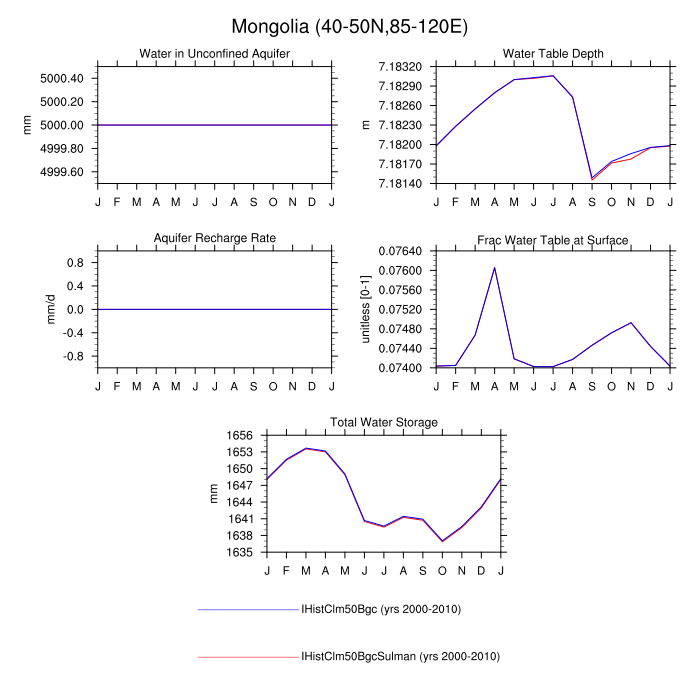 Mongolia (40-50N,85-120E)
Water in Unconfined Aquifer
5000.40
5000.20
5000.00
4999.80
4999.60
mm
J F M A M J J A S O N D J
Water Table Depth
7.18320
7.18290
7.18260
7.18230
7.18200
7.18170
7.18140
m
J F M A M J J A S O N D J
Aquifer Recharge Rate
0.8
0.4
0.0
-0.4
-0.8
mm/d
J F M A M J J A S O N D J
Frac Water Table at Surface
0.07640
0.07600
0.07560
0.07520
0.07480
0.07440
0.07400
unitless [0-1]
J F M A M J J A S O N D J
Total Water Storage
1656
1653
1650
1647
1644
1641
1638
1635
mm
J F M A M J J A S O N D J
IHistClm50Bgc (yrs 2000-2010)
IHistClm50BgcSulman (yrs 2000-2010)